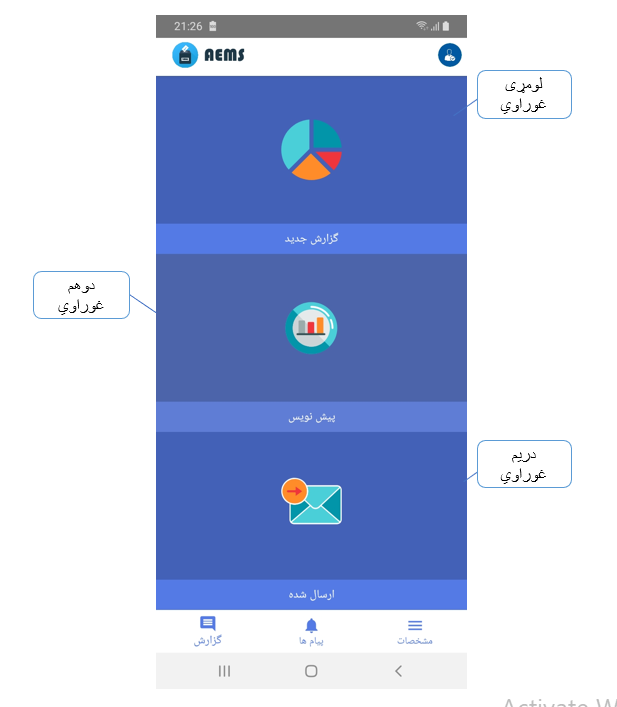 21:26
AEMS
لومړی
غوراوي
گزارش جدید
دوهم
غوراوي
پیش نویس
دریم
غوراوي
ارسال شده
گزارش
پیام ها
مشخصات
Activate W